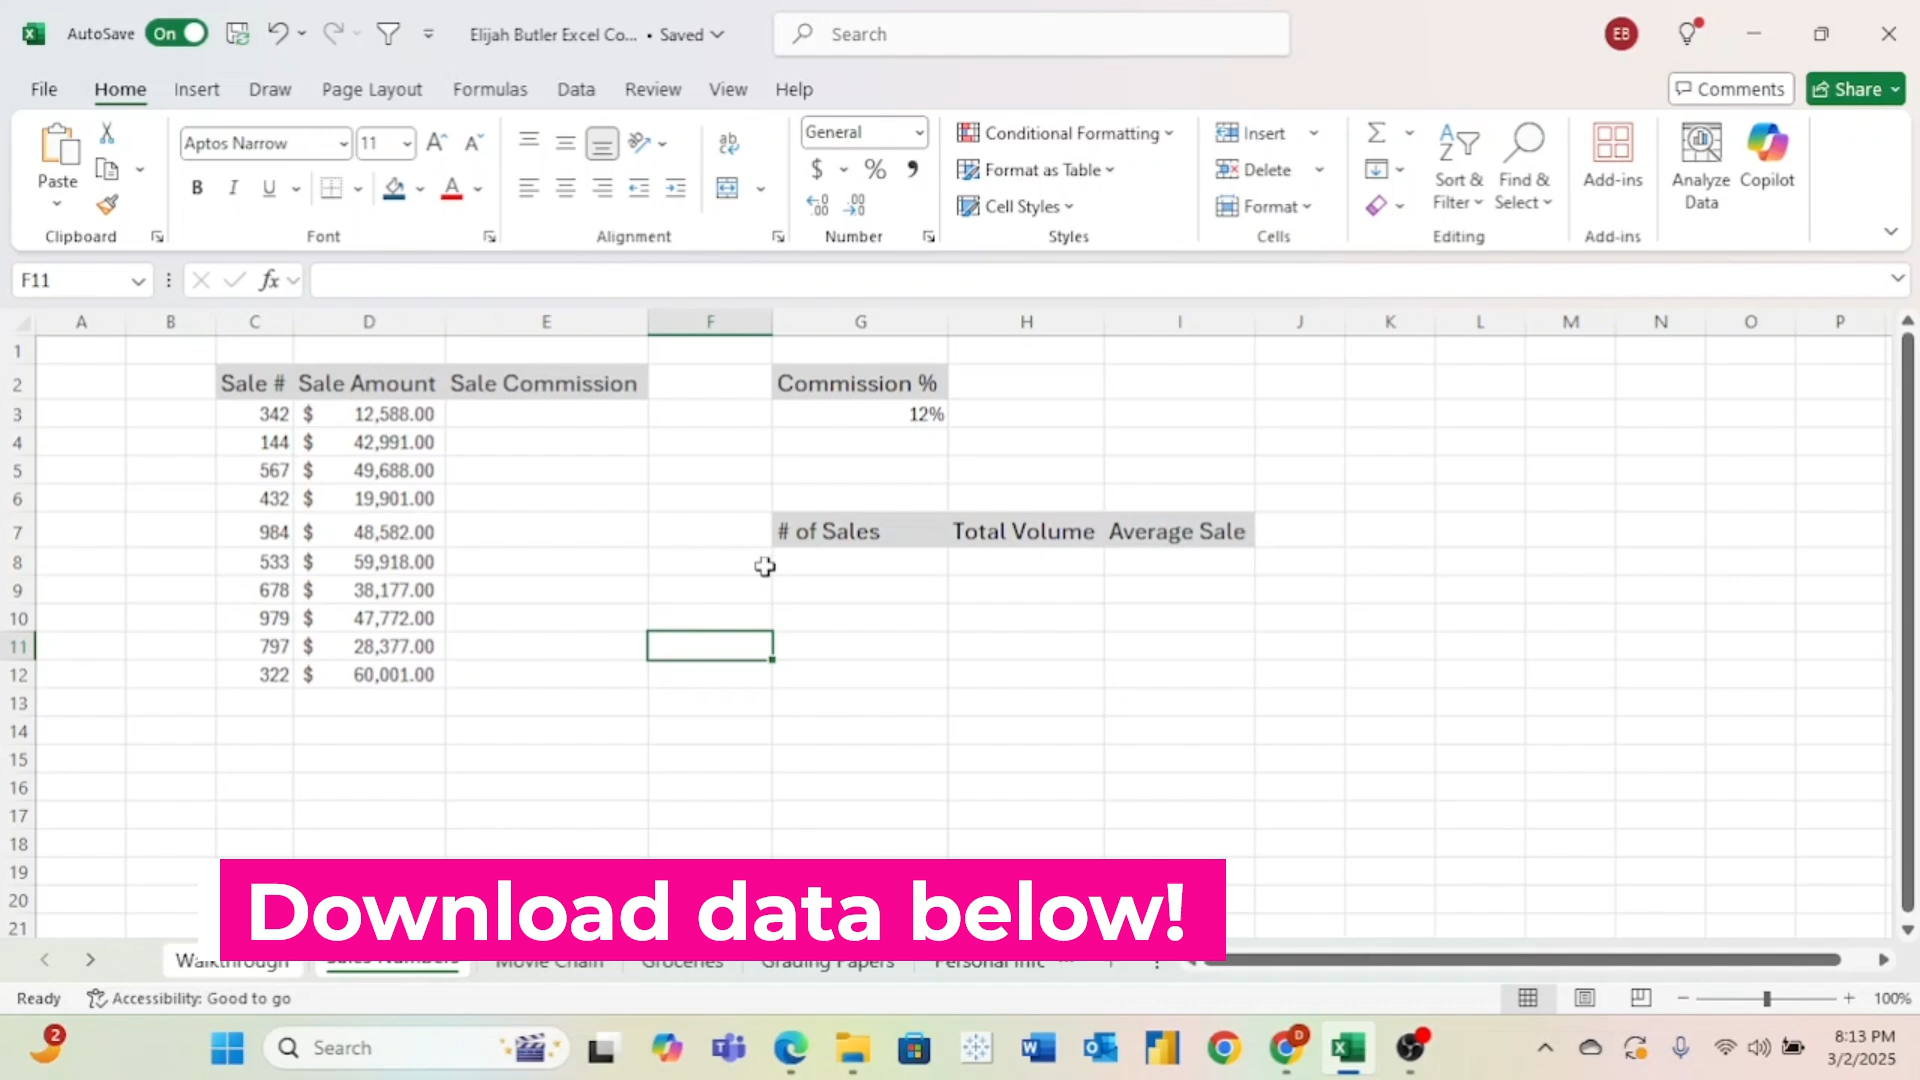 AutoSave On Elijah Butler Excel Co... • Saved Search EB
File Home Insert Draw Page Layout Formulas Data Review View Help Comments Share
Paste Aptos Narrow 11 General Conditional Formatting Format as Table Cell Styles Insert Delete Format Sort & Filter Find & Select Add-ins Analyze Data Copilot
Clipboard Font Alignment Number Styles Cells Editing Add-ins
F11 fx
A B C D E F G H I J K L M N O P
1
2 Sale # Sale Amount Sale Commission Commission %
3 342 $ 12,588.00 12%
4 144 $ 42,991.00
5 567 $ 49,688.00
6 432 $ 19,901.00
7 984 $ 48,582.00 # of Sales Total Volume Average Sale
8 533 $ 59,918.00
9 678 $ 38,177.00
10 979 $ 47,772.00
11 797 $ 28,377.00
12 322 $ 60,001.00
13
14
15
16
17
18
19
20
21
Download data below!
Walkthrough Sales Numbers Movie Chain Groceries Grading Papers
Ready Accessibility: Good to go 100%
2 Search D 8:13 PM
3/2/2025